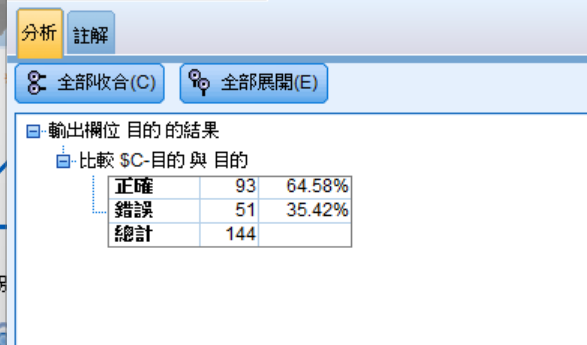 分析 註解
全部收合(C) 全部展開(E)
輸出欄位 目的 的結果
比較 $C-目的 與 目的
正確 93 64.58%
錯誤 51 35.42%
總計 144